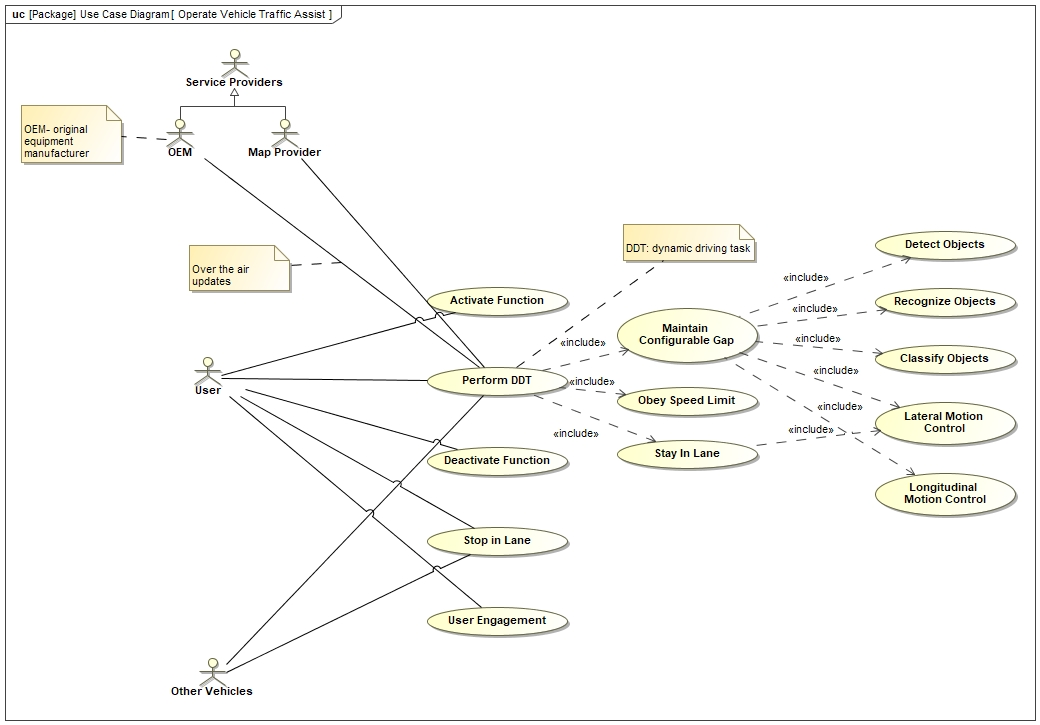 uc [Package] Use Case Diagram[ Operate Vehicle Traffic Assist ]
Service Providers
OEM- original
equipment
manufacturer
OEM
Map Provider
Over the air
updates
DDT: dynamic driving task
Activate Function
Maintain
Configurable Gap
Detect Objects
«include»
Recognize Objects
«include»
«include»
«include»
Classify Objects
«include»
User
Perform DDT
«include»
Obey Speed Limit
«include»
Lateral Motion
Control
«include»
«include»
Deactivate Function
Stay In Lane
Longitudinal
Motion Control
Stop in Lane
User Engagement
Other Vehicles